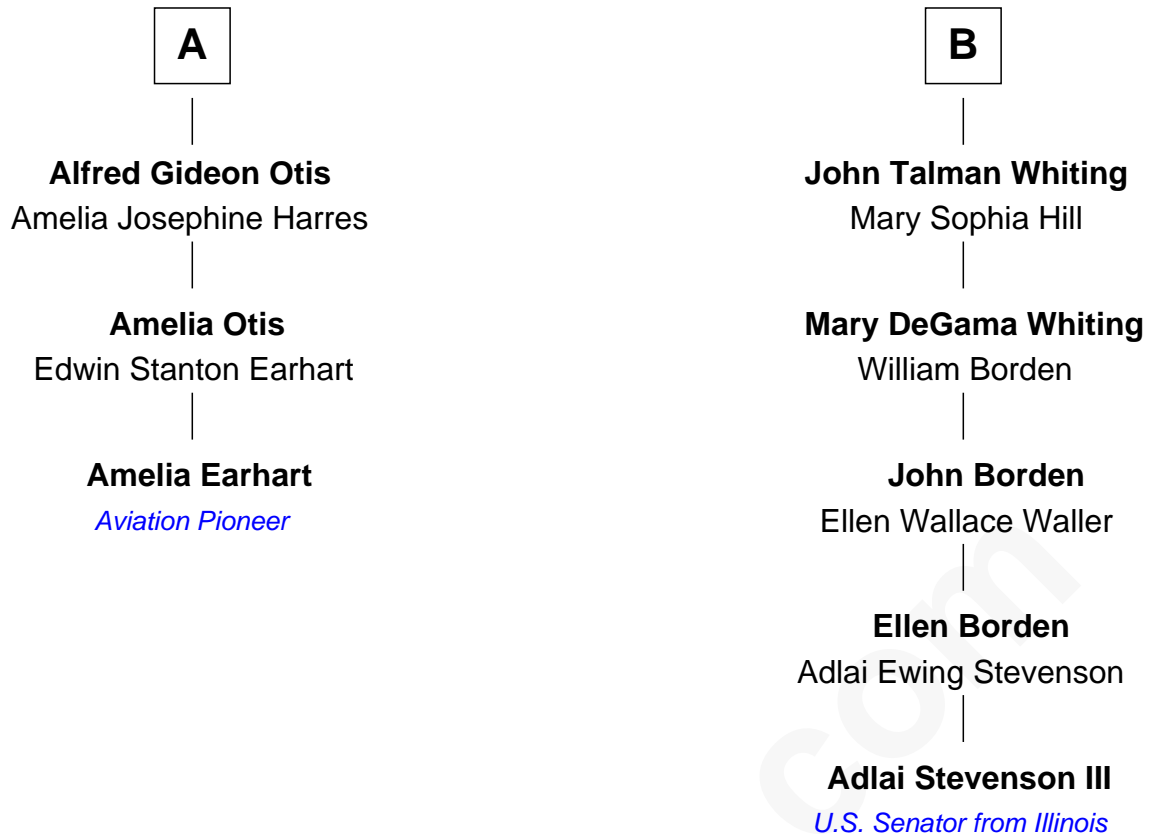 A
Alfred Gideon Otis
Amelia Josephine Harres
Amelia Otis
Edwin Stanton Earhart
Amelia Earhart
Aviation Pioneer
B
John Talman Whiting
Mary Sophia Hill
Mary DeGama Whiting
William Borden
John Borden
Ellen Wallace Waller
Ellen Borden
Adlai Ewing Stevenson
Adlai Stevenson III
U.S. Senator from Illinois
com